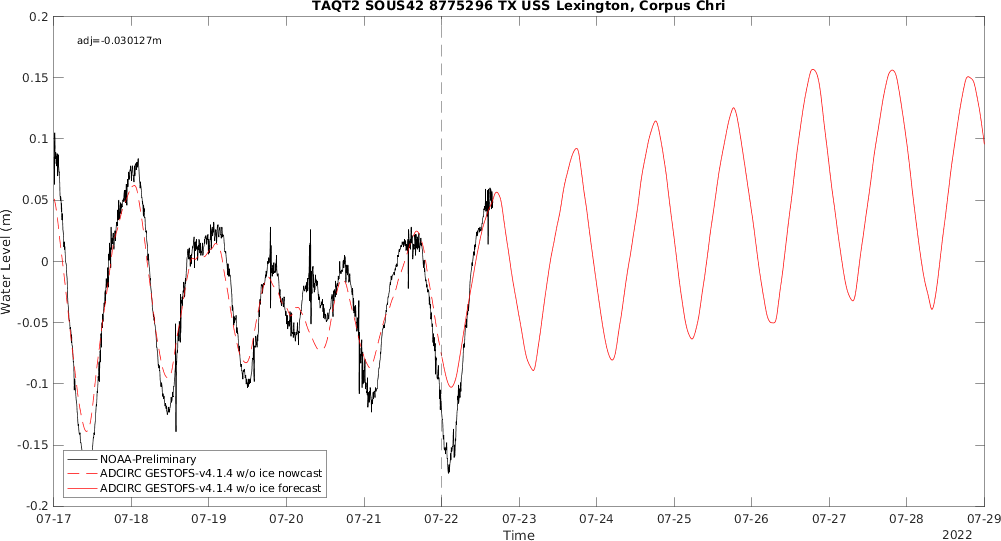 TAQT2 SOUS42 8775296 TX USS Lexington, Corpus Chri
adj=-0.030127m
0.2
0.15
0.1
0.05
0
-0.05
-0.1
-0.15
-0.2
Water Level (m)
NOAA-Preliminary
ADCIRC GESTOFS-v4.1.4 w/o ice nowcast
ADCIRC GESTOFS-v4.1.4 w/o ice forecast
07-17 07-18 07-19 07-20 07-21 07-22 07-23 07-24 07-25 07-26 07-27 07-28 07-29
Time
2022